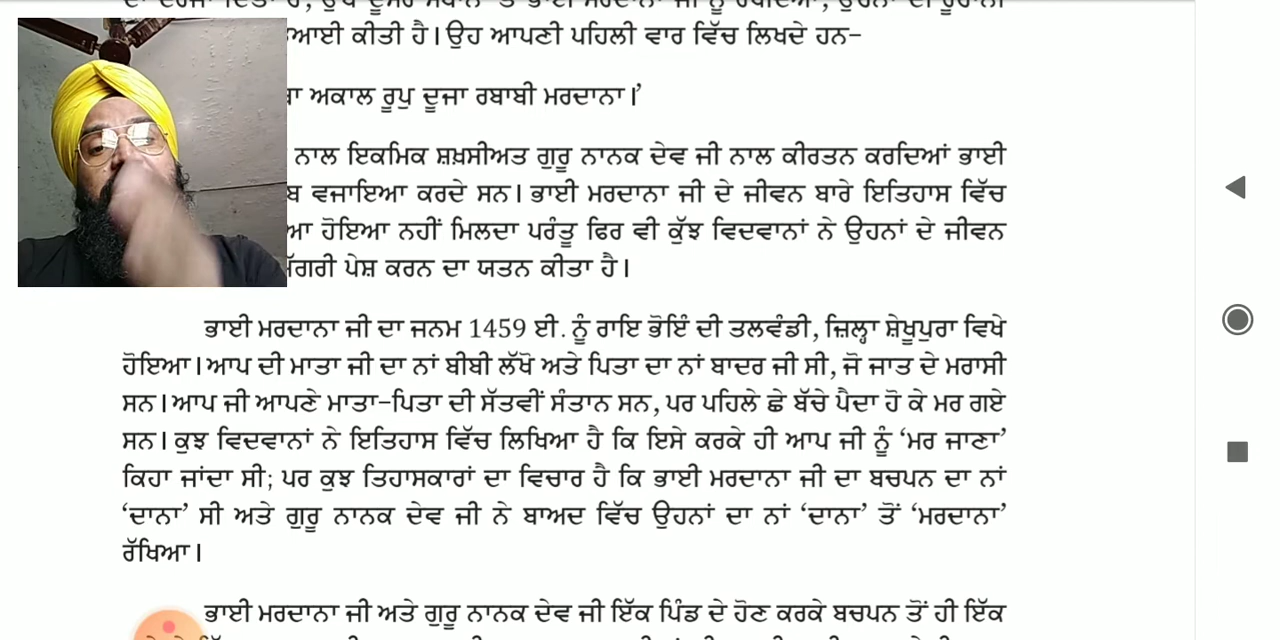 ਆਈ ਕੀਤੀ ਹੈ। ਉਹ ਆਪਣੀ ਪਹਿਲੀ ਵਾਰ ਵਿੱਚ ਲਿਖਦੇ ਹਨ–
ਅਕਾਲ ਰੂਪੁ ਦੂਜਾ ਰਬਾਬੀ ਮਰਦਾਨਾ।’
ਨਾਲ ਇਕਮਿਕ ਸ਼ਖ਼ਸੀਅਤ ਗੁਰੂ ਨਾਨਕ ਦੇਵ ਜੀ ਨਾਲ ਕੀਰਤਨ ਕਰਦਿਆਂ ਭਾਈ
ਬ ਵਜਾਇਆ ਕਰਦੇ ਸਨ। ਭਾਈ ਮਰਦਾਨਾ ਜੀ ਦੇ ਜੀਵਨ ਬਾਰੇ ਇਤਿਹਾਸ ਵਿੱਚ
ਆ ਹੋਇਆ ਨਹੀਂ ਮਿਲਦਾ ਪਰੰਤੂ ਫਿਰ ਵੀ ਕੁੱਝ ਵਿਦਵਾਨਾਂ ਨੇ ਉਹਨਾਂ ਦੇ ਜੀਵਨ
ਗਰੀ ਪੇਸ਼ ਕਰਨ ਦਾ ਯਤਨ ਕੀਤਾ ਹੈ।
ਭਾਈ ਮਰਦਾਨਾ ਜੀ ਦਾ ਜਨਮ 1459 ਈ. ਨੂੰ ਰਾਇ ਭੋਇੰ ਦੀ ਤਲਵੰਡੀ, ਜ਼ਿਲ੍ਹਾ ਸ਼ੇਖੂਪੁਰਾ ਵਿਖੇ
ਹੋਇਆ। ਆਪ ਦੀ ਮਾਤਾ ਜੀ ਦਾ ਨਾਂ ਬੀਬੀ ਲੱਖੋ ਅਤੇ ਪਿਤਾ ਦਾ ਨਾਂ ਬਾਦਰ ਜੀ ਸੀ, ਜੋ ਜਾਤ ਦੇ ਮਰਾਸੀ
ਸਨ। ਆਪ ਜੀ ਆਪਣੇ ਮਾਤਾ–ਪਿਤਾ ਦੀ ਸੱਤਵੀਂ ਸੰਤਾਨ ਸਨ, ਪਰ ਪਹਿਲੇ ਛੇ ਬੱਚੇ ਪੈਦਾ ਹੋ ਕੇ ਮਰ ਗਏ
ਸਨ। ਕੁਝ ਵਿਦਵਾਨਾਂ ਨੇ ਇਤਿਹਾਸ ਵਿੱਚ ਲਿਖਿਆ ਹੈ ਕਿ ਇਸੇ ਕਰਕੇ ਹੀ ਆਪ ਜੀ ਨੂੰ ‘ਮਰ ਜਾਣਾ’
ਕਿਹਾ ਜਾਂਦਾ ਸੀ; ਪਰ ਕੁਝ ਤਿਹਾਸਕਾਰਾਂ ਦਾ ਵਿਚਾਰ ਹੈ ਕਿ ਭਾਈ ਮਰਦਾਨਾ ਜੀ ਦਾ ਬਚਪਨ ਦਾ ਨਾਂ
‘ਦਾਨਾ’ ਸੀ ਅਤੇ ਗੁਰੂ ਨਾਨਕ ਦੇਵ ਜੀ ਨੇ ਬਾਅਦ ਵਿੱਚ ਉਹਨਾਂ ਦਾ ਨਾਂ ‘ਦਾਨਾ’ ਤੋਂ ‘ਮਰਦਾਨਾ’
ਰੱਖਿਆ।
ਭਾਈ ਮਰਦਾਨਾ ਜੀ ਅਤੇ ਗੁਰੂ ਨਾਨਕ ਦੇਵ ਜੀ ਇੱਕ ਪਿੰਡ ਦੇ ਹੋਣ ਕਰਕੇ ਬਚਪਨ ਤੋਂ ਹੀ ਇੱਕ